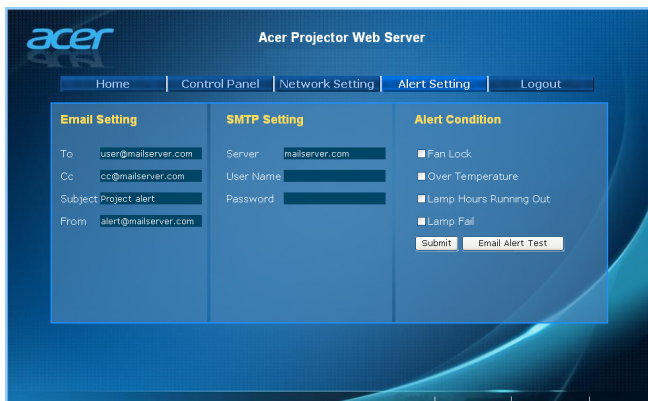 acer
Acer Projector Web Server
Home Control Panel Network Setting Alert Setting Logout
Email Setting
To user@mailserver.com
Cc cc@mailserver.com
Subject Project alert
From alert@mailserver.com
SMTP Setting
Server mailserver.com
User Name
Password
Alert Condition
Fan Lock
Over Temperature
Lamp Hours Running Out
Lamp Fail
Submit Email Alert Test